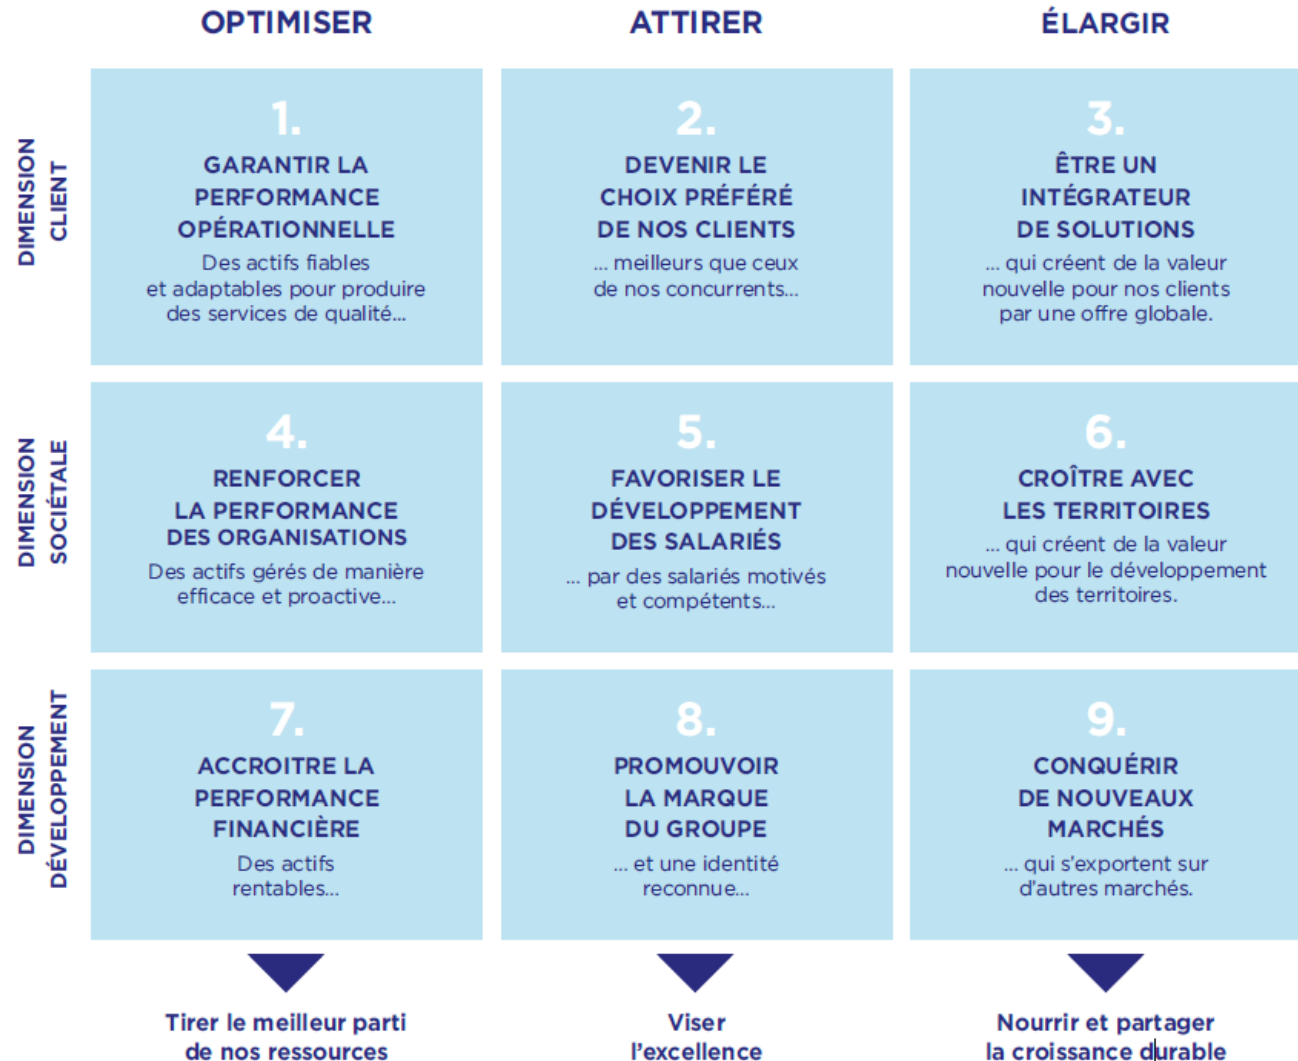 OPTIMISER
ATTIRER
ÉLARGIR
DIMENSION
CLIENT
1.
GARANTIR LA
PERFORMANCE
OPÉRATIONNELLE
Des actifs fiables
et adaptables pour produire
des services de qualité...
2.
DEVENIR LE
CHOIX PRÉFÉRÉ
DE NOS CLIENTS
... meilleurs que ceux
de nos concurrents...
3.
ÊTRE UN
INTÉGRATEUR
DE SOLUTIONS
... qui créent de la valeur
nouvelle pour nos clients
par une offre globale.
DIMENSION
SOCIÉTALE
4.
RENFORCER
LA PERFORMANCE
DES ORGANISATIONS
Des actifs gérés de manière
efficace et proactive...
5.
FAVORISER LE
DÉVELOPPEMENT
DES SALARIÉS
... par des salariés motivés
et compétents...
6.
CROÎTRE AVEC
LES TERRITOIRES
... qui créent de la valeur
nouvelle pour le développement
des territoires.
DIMENSION
DÉVELOPPEMENT
7.
ACCROITRE LA
PERFORMANCE
FINANCIÈRE
Des actifs
rentables...
8.
PROMOUVOIR
LA MARQUE
DU GROUPE
... et une identité
reconnue...
9.
CONQUÉRIR
DE NOUVEAUX
MARCHÉS
... qui s'exportent sur
d'autres marchés.
Tirer le meilleur parti
de nos ressources
Viser
l'excellence
Nourrir et partager
la croissance durable